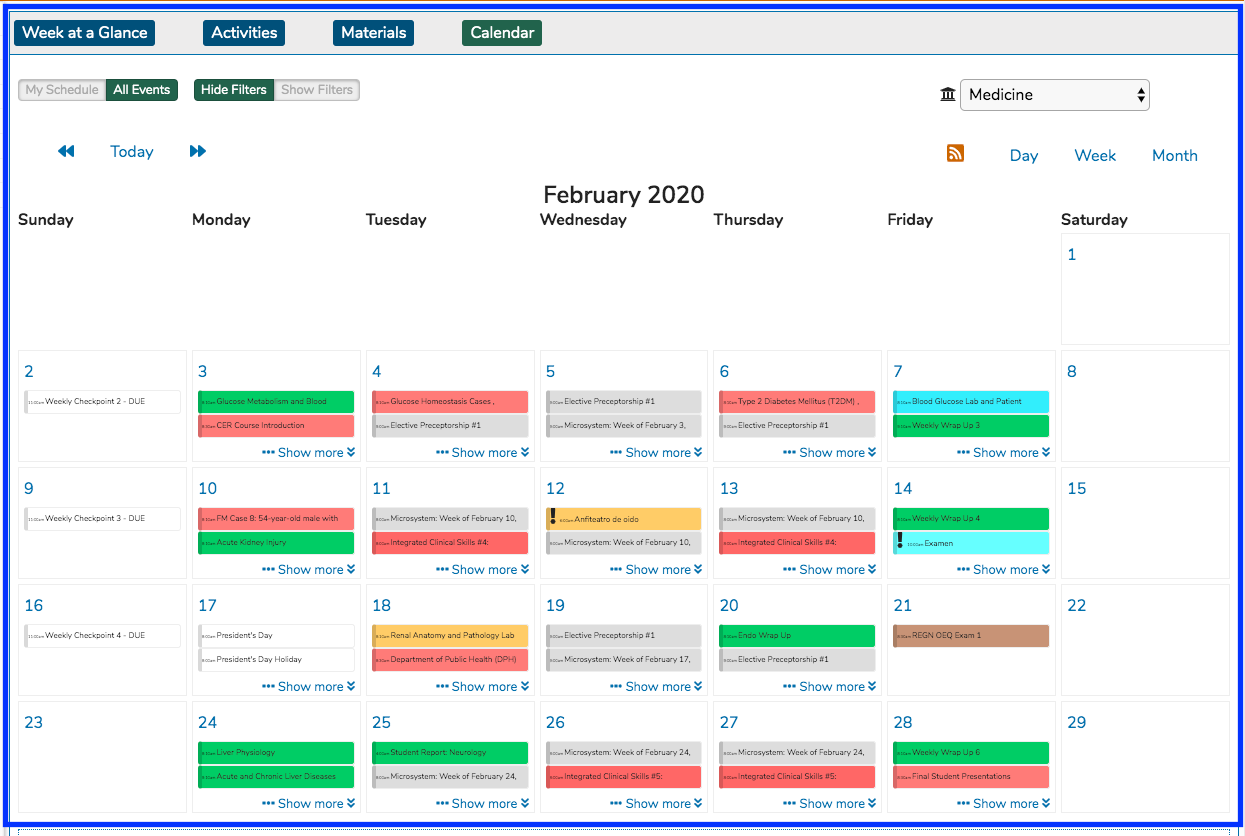 Week at a Glance Activities Materials Calendar
My Schedule All Events Hide Filters Show Filters
Medicine
Today
Day Week Month
February 2020
Sunday Monday Tuesday Wednesday Thursday Friday Saturday
1
2
Weekly Checkpoint 2 - DUE
3
Glucose Metabolism and Blood
CER Course Introduction
••• Show more
4
Glucose Homeostasis Cases ,
Elective Preceptorship #1
••• Show more
5
Elective Preceptorship #1
Microsystem: Week of February 3,
••• Show more
6
Type 2 Diabetes Mellitus (T2DM) ,
Elective Preceptorship #1
••• Show more
7
Blood Glucose Lab and Patient
Weekly Wrap Up 3
••• Show more
8
9
Weekly Checkpoint 3 - DUE
10
FM Case 8: 54-year-old male with
Acute Kidney Injury
••• Show more
11
Microsystem: Week of February 10,
Integrated Clinical Skills #4:
••• Show more
12
Anfiteatro de oido
Microsystem: Week of February 10,
••• Show more
13
Microsystem: Week of February 10,
Integrated Clinical Skills #4:
••• Show more
14
Weekly Wrap Up 4
Examen
••• Show more
15
16
Weekly Checkpoint 4 - DUE
17
President's Day
President's Day Holiday
••• Show more
18
Renal Anatomy and Pathology Lab
Department of Public Health (DPH)
••• Show more
19
Elective Preceptorship #1
Microsystem: Week of February 17,
••• Show more
20
Endo Wrap Up
Elective Preceptorship #1
••• Show more
21
REGN OEQ Exam 1
22
23
24
Liver Physiology
Acute and Chronic Liver Diseases
••• Show more
25
Student Report: Neurology
Microsystem: Week of February 24,
••• Show more
26
Microsystem: Week of February 24,
Integrated Clinical Skills #5:
••• Show more
27
Microsystem: Week of February 24,
Integrated Clinical Skills #5:
••• Show more
28
Weekly Wrap Up 6
Final Student Presentations
••• Show more
29